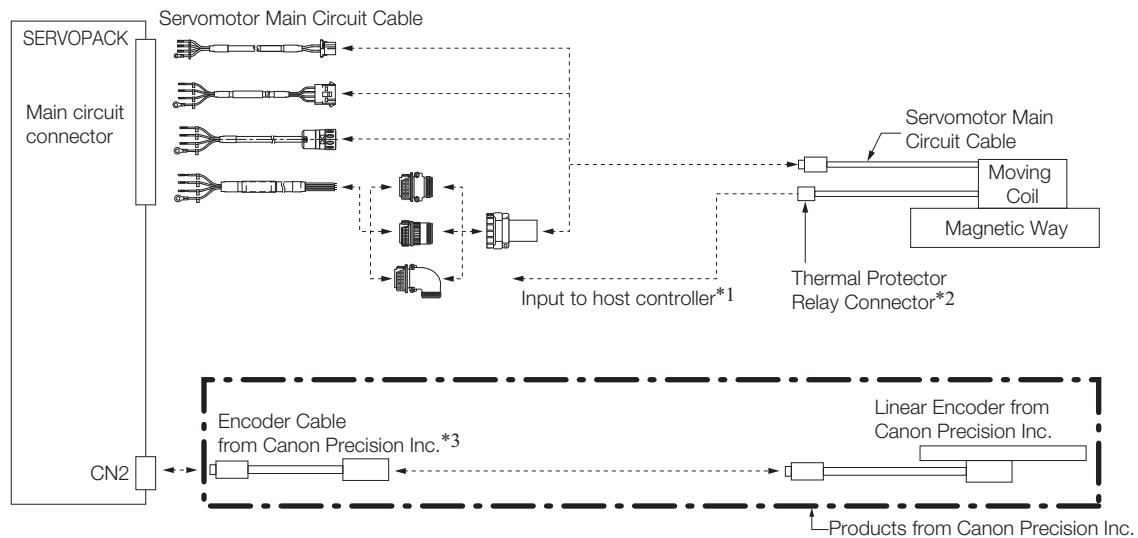 Servomotor Main Circuit Cable
SERVOPACK
Main circuit
connector
Servomotor Main
Circuit Cable
Moving
Coil
Magnetic Way
Thermal Protector
Relay Connector*2
Input to host controller*1
Encoder Cable
from Canon Precision Inc.*3
Linear Encoder from
Canon Precision Inc.
CN2
Products from Canon Precision Inc.